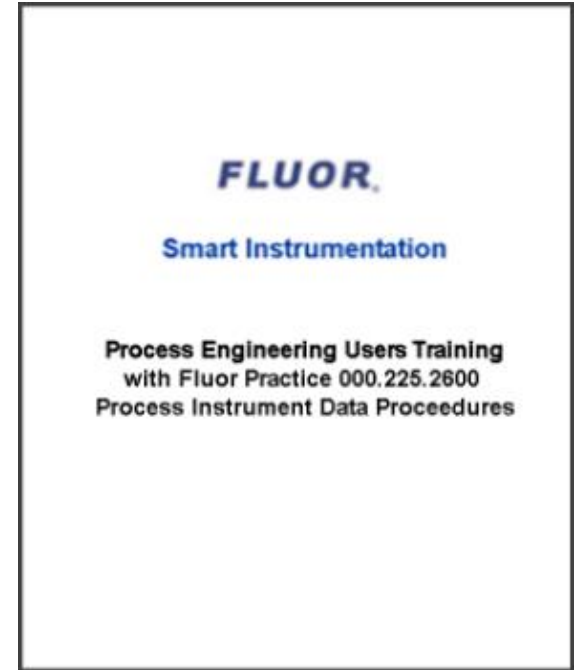 FLUOR®
Smart Instrumentation
Process Engineering Users Training
with Fluor Practice 000.225.2600
Process Instrument Data Proceedures